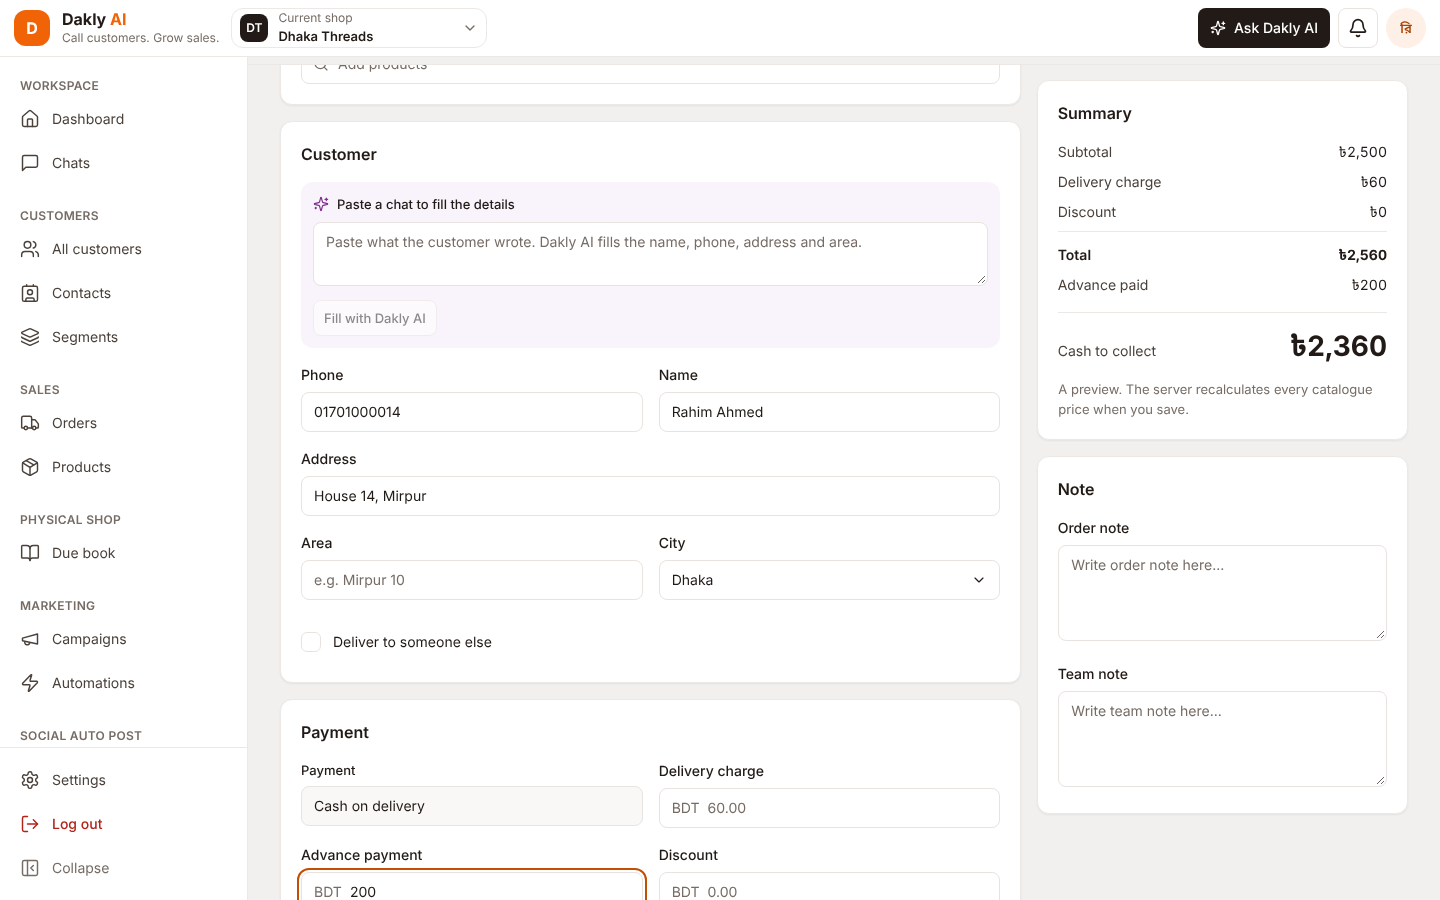 D
Dakly AI
Call customers. Grow sales.
DT
Current shop
Dhaka Threads
Ask Dakly AI
রি
WORKSPACE
Dashboard
Chats
CUSTOMERS
All customers
Contacts
Segments
SALES
Orders
Products
PHYSICAL SHOP
Due book
MARKETING
Campaigns
Automations
SOCIAL AUTO POST
Settings
Log out
Collapse
Add products
Customer
Paste a chat to fill the details
Paste what the customer wrote. Dakly AI fills the name, phone, address and area.
Fill with Dakly AI
Phone
01701000014
Name
Rahim Ahmed
Address
House 14, Mirpur
Area
e.g. Mirpur 10
City
Dhaka
Deliver to someone else
Payment
Payment
Cash on delivery
Delivery charge
BDT 60.00
Advance payment
BDT 200
Discount
BDT 0.00
Summary
Subtotal ৳2,500
Delivery charge ৳60
Discount ৳0
Total ৳2,560
Advance paid ৳200
Cash to collect ৳2,360
A preview. The server recalculates every catalogue
price when you save.
Note
Order note
Write order note here...
Team note
Write team note here...